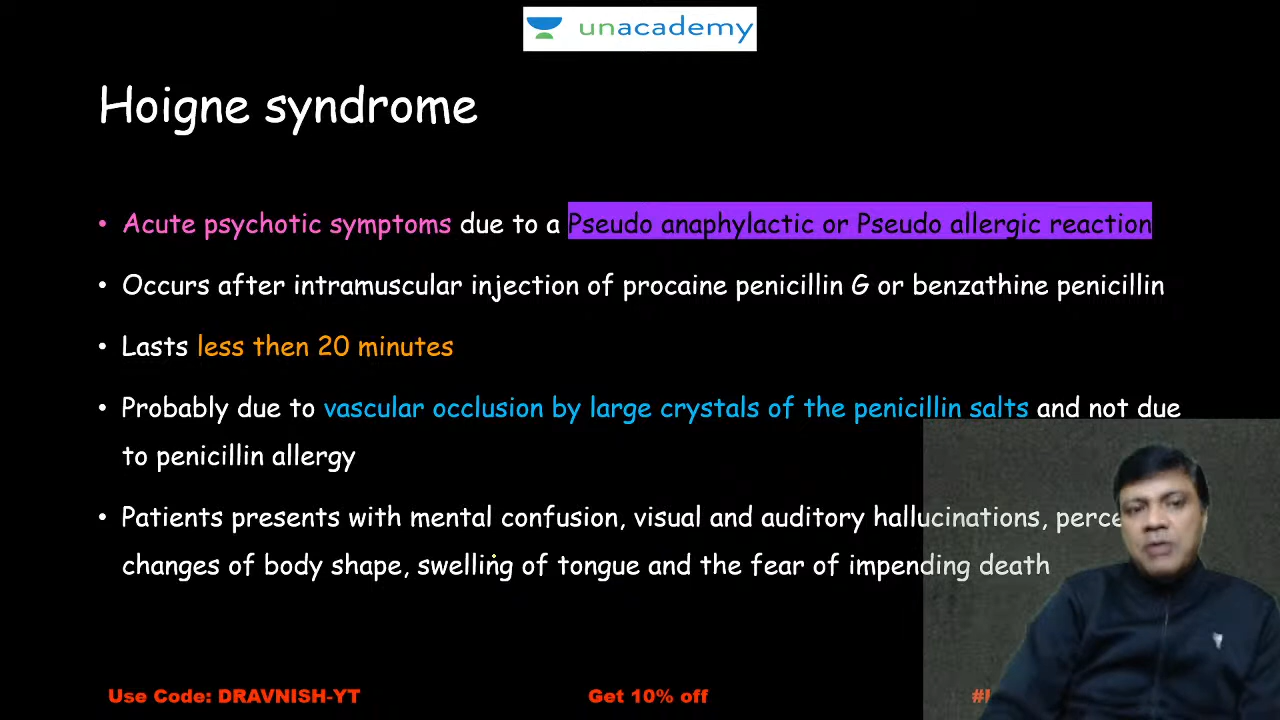 unacademy
Hoigne syndrome
• Acute psychotic symptoms due to a Pseudo anaphylactic or Pseudo allergic reaction
• Occurs after intramuscular injection of procaine penicillin G or benzathine penicillin
• Lasts less then 20 minutes
• Probably due to vascular occlusion by large crystals of the penicillin salts and not due
to penicillin allergy
• Patients presents with mental confusion, visual and auditory hallucinations,
changes of body shape, swelling of tongue and the fear of impending death
Use Code: DRAVNISH-YT Get 10% off